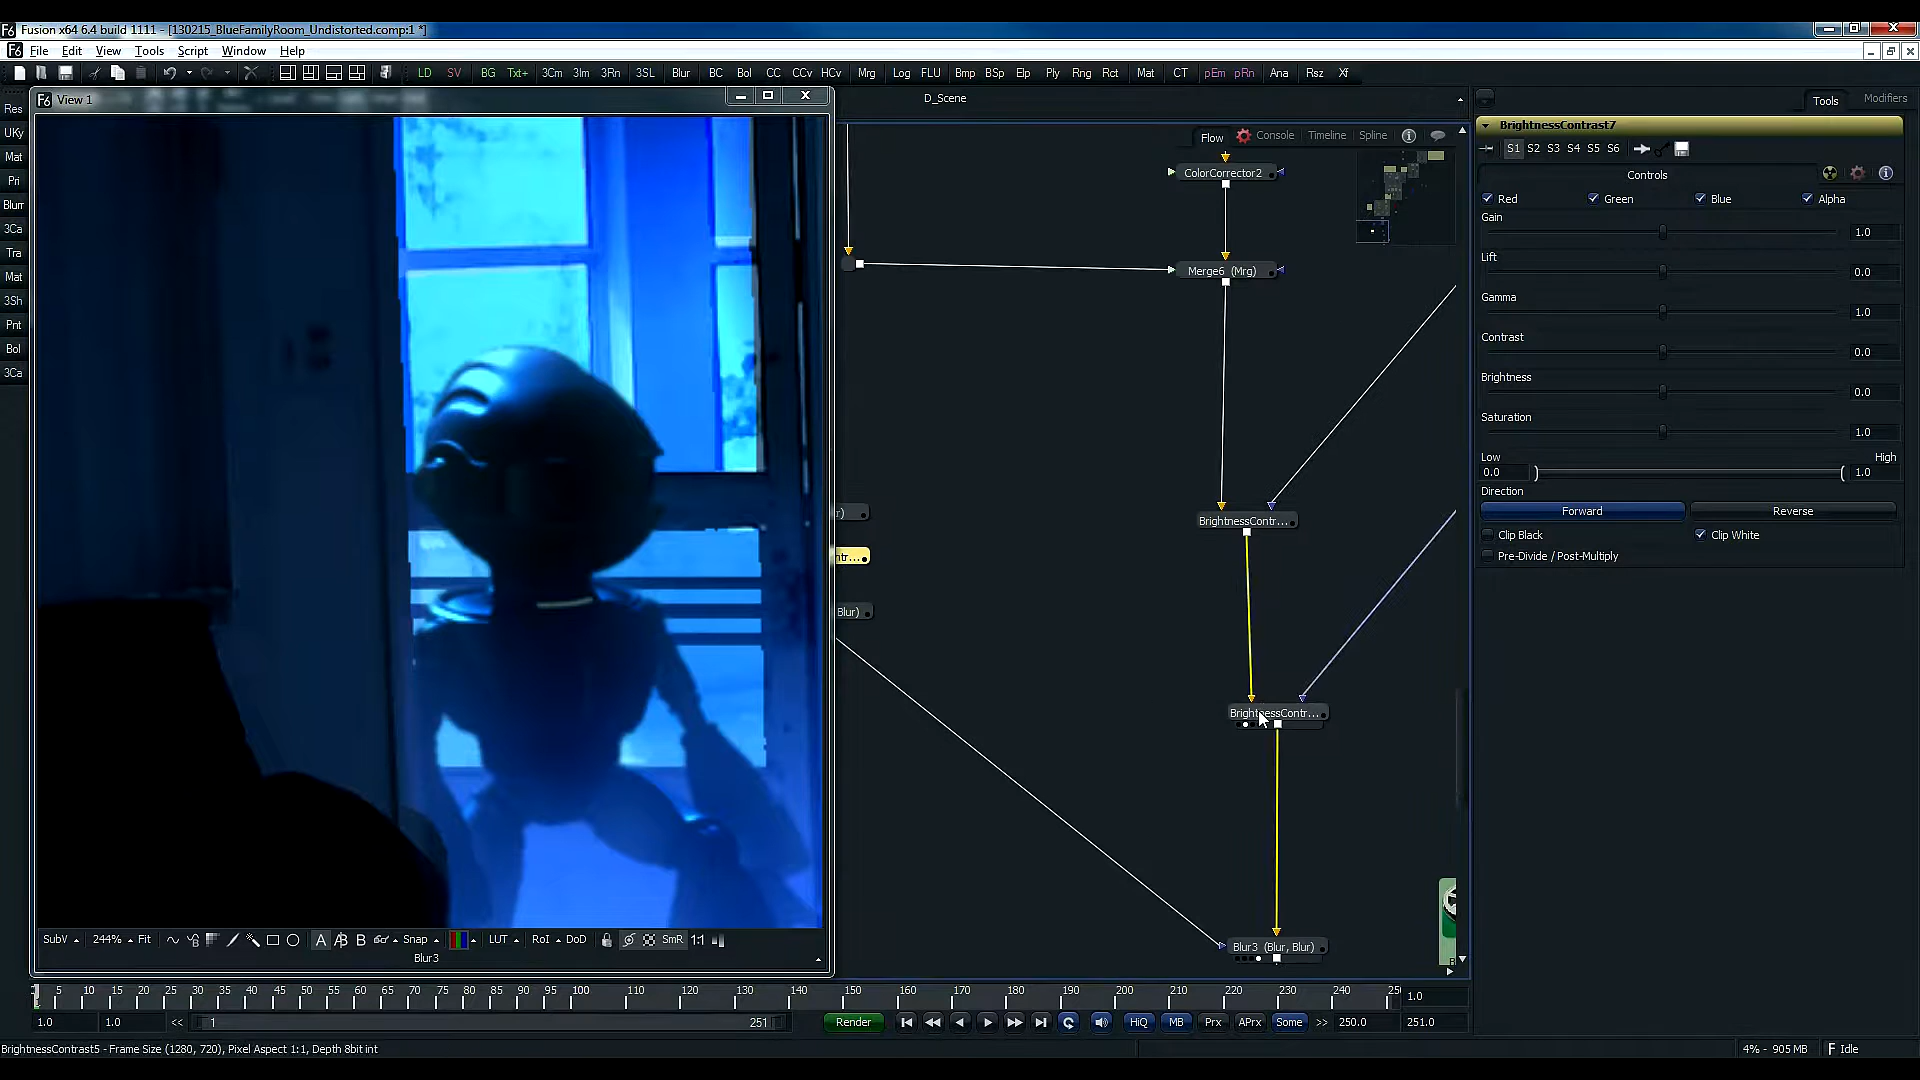 Fusion x64 6.4 build 1111 - [130215_BlueFamilyRoom_Undistorted.comp:1 *]
File Edit View Tools Script Window Help
LD SV BG Txt+ 3Cm 3Im 3Rn 3SL Blur BC Bol CC CCv HCv Mrg Log FLU Bmp BSp Elp Ply Rng Rct Mat CT pEm pRn Ana Rsz Xf
View 1
D_Scene
Tools Modifiers
Res
UKy
Mat
Pri
Blurr
3Ca
Tra
Mat
3Sh
Pnt
Bol
3Ca
Flow Console Timeline Spline
ColorCorrector2
Merge6 (Mrg)
r)
BrightnessContr...
ntr...
Blur)
BrightnessContr...
Blur3 (Blur, Blur)
BrightnessContrast7
S1 S2 S3 S4 S5 S6
Controls
Red Green Blue Alpha
Gain
1.0
Lift
0.0
Gamma
1.0
Contrast
0.0
Brightness
0.0
Saturation
1.0
Low High
0.0 1.0
Direction
Forward Reverse
Clip Black Clip White
Pre-Divide / Post-Multiply
SubV 244% Fit A B B Snap LUT RoI DoD SmR 1:1
Blur3
5 10 15 20 25 30 35 40 45 50 55 60 65 70 75 80 85 90 95 100 110 120 130 140 150 160 170 180 190 200 210 220 230 240 25 1.0
1.0 1.0 << 1 251 Render HiQ MB Prx APrx Some >> 250.0 251.0
BrightnessContrast5 - Frame Size (1280, 720), Pixel Aspect 1:1, Depth 8bit int 4% - 905 MB Idle